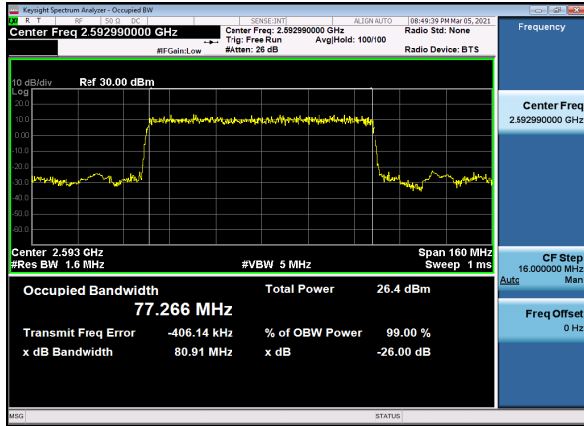 Keysight Spectrum Analyzer - Occupied BW
R T RF 50 Ω DC SENSE:INT ALIGN AUTO 08:49:39 PM Mar 05, 2021
Center Freq 2.592990000 GHz Center Freq: 2.592990000 GHz Radio Std: None
Trig: Free Run Avg|Hold: 100/100
#IFGain:Low #Atten: 26 dB Radio Device: BTS
10 dB/div Ref 30.00 dBm
Log
20.0
10.0
0.00
-10.0
-20.0
-30.0
-40.0
-50.0
-60.0
Center 2.593 GHz Span 160 MHz
#Res BW 1.6 MHz #VBW 5 MHz Sweep 1 ms
Occupied Bandwidth Total Power 26.4 dBm
77.266 MHz
Transmit Freq Error -406.14 kHz % of OBW Power 99.00 %
x dB Bandwidth 80.91 MHz x dB -26.00 dB
MSG STATUS
Frequency
Center Freq
2.592990000 GHz
CF Step
16.000000 MHz
Auto Man
Freq Offset
0 Hz